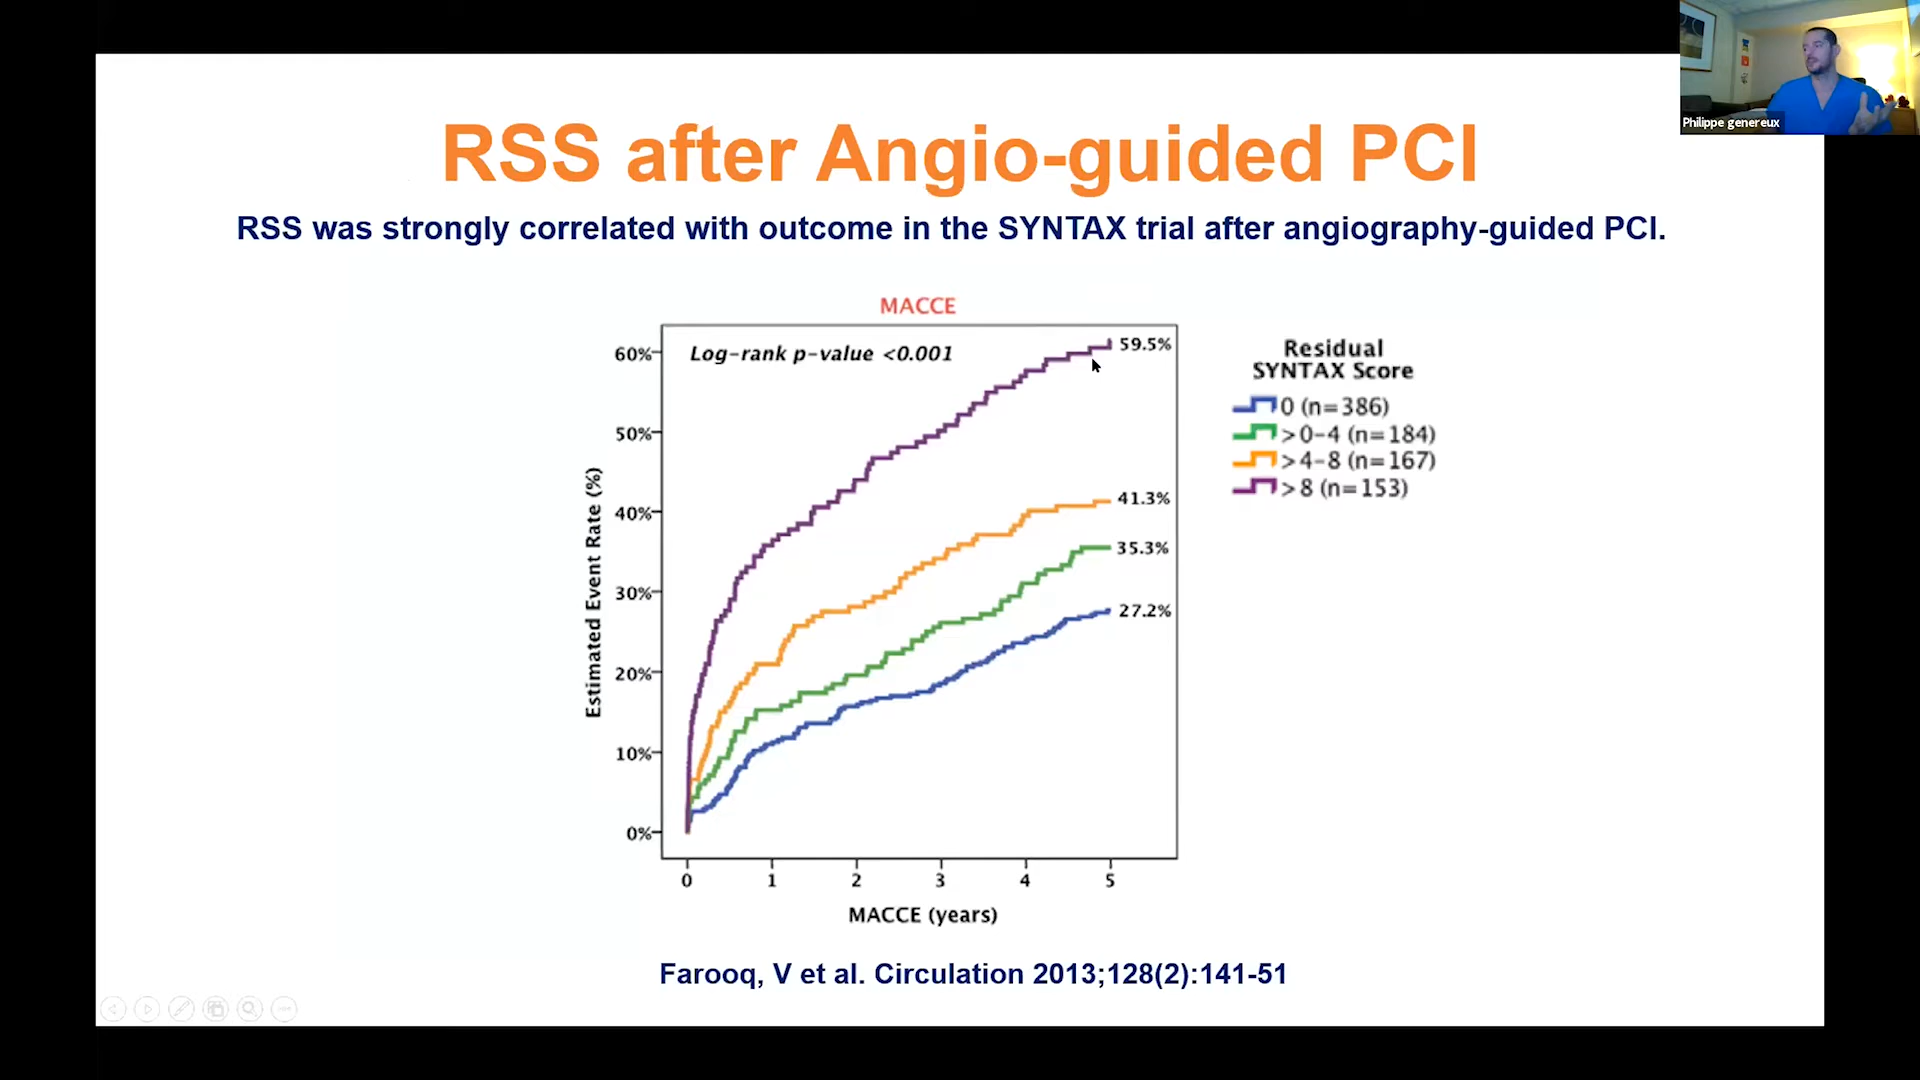 Philippe genereux
RSS after Angio-guided PCI
RSS was strongly correlated with outcome in the SYNTAX trial after angiography-guided PCI.
MACCE
Log-rank p-value <0.001
59.5%
41.3%
35.3%
27.2%
60%
50%
40%
30%
20%
10%
0%
Estimated Event Rate (%)
0 1 2 3 4 5
MACCE (years)
Residual
SYNTAX Score
0 (n=386)
>0-4 (n=184)
>4-8 (n=167)
>8 (n=153)
Farooq, V et al. Circulation 2013;128(2):141-51